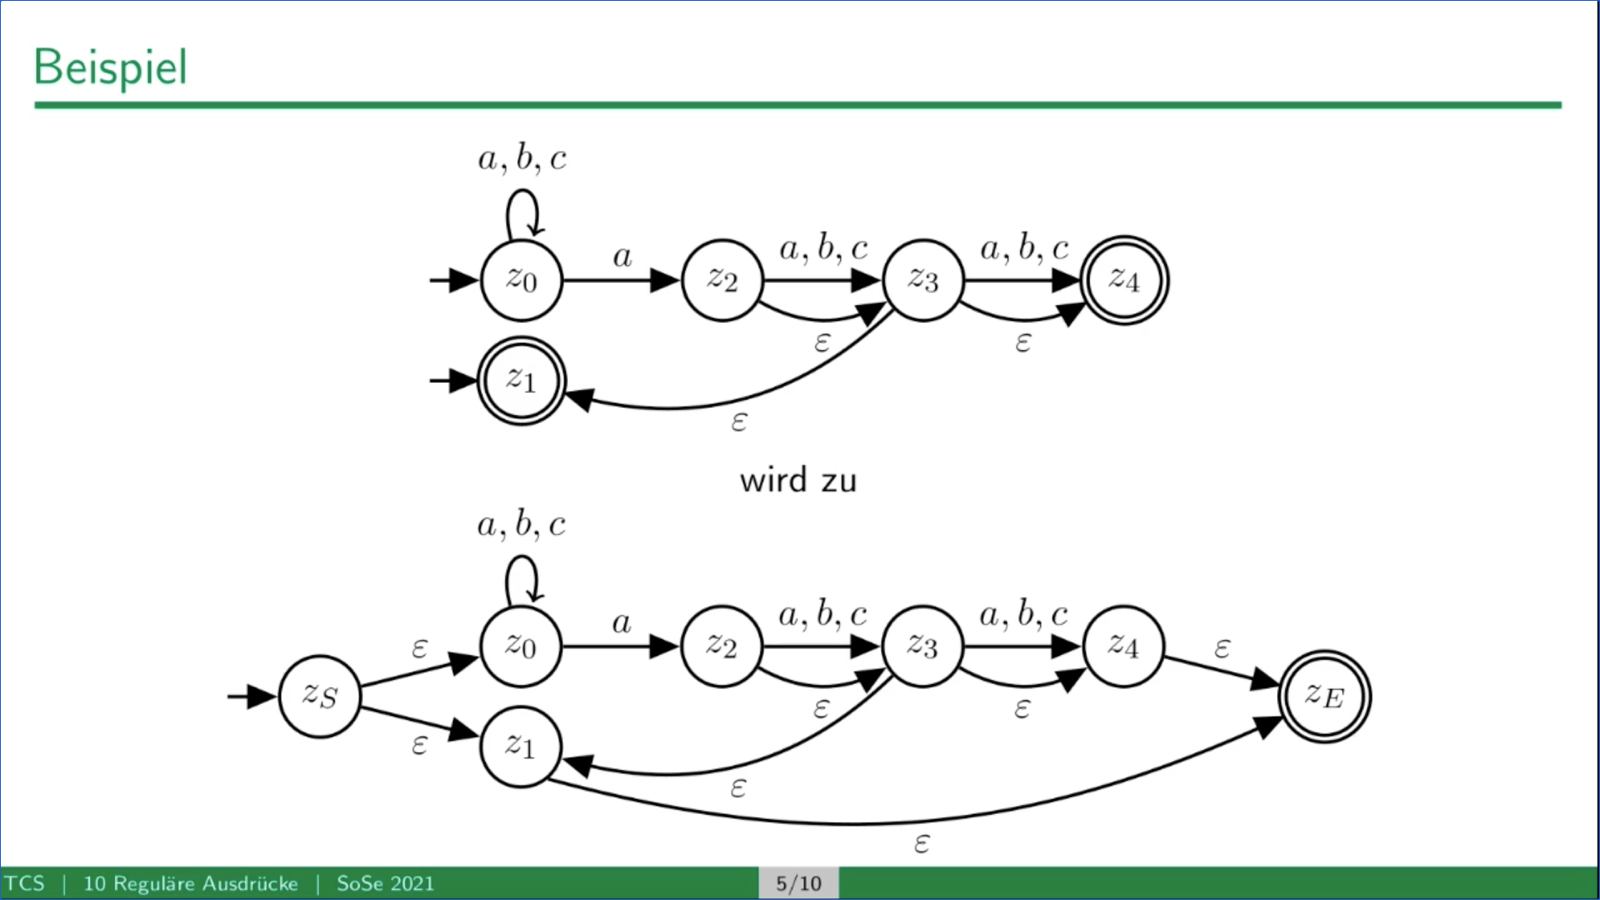 Beispiel
a, b, c
z0 a z2 a, b, c z3 a, b, c z4
ε ε
z1
ε
wird zu
a, b, c
ε z0 a z2 a, b, c z3 a, b, c z4 ε
zS ε ε zE
ε z1
ε
ε
TCS | 10 Reguläre Ausdrücke | SoSe 2021 5/10